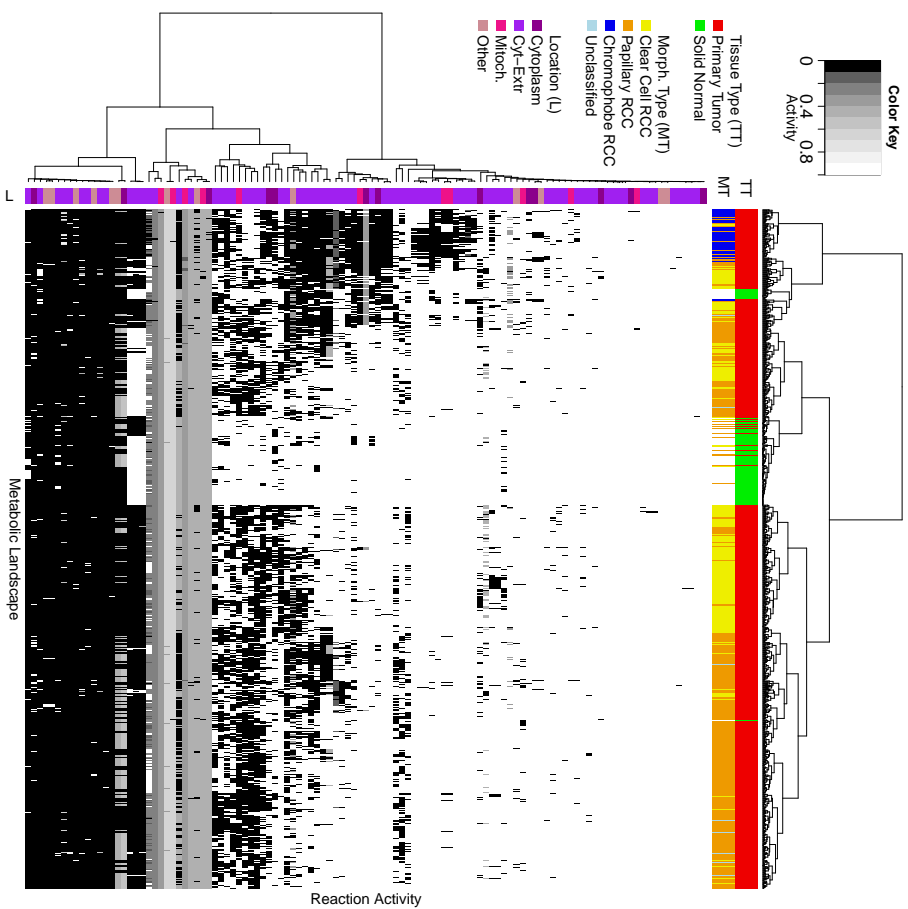 Color Key
0
0.4
0.8
Activity
Tissue Type (TT)
Primary Tumor
Solid Normal
Morph. Type (MT)
Clear Cell RCC
Papillary RCC
Chromophobe RCC
Unclassified
Location (L)
Cytoplasm
Cyt−Extr
Mitoch.
Other
TT
MT
L
Metabolic Landscape
Reaction Activity